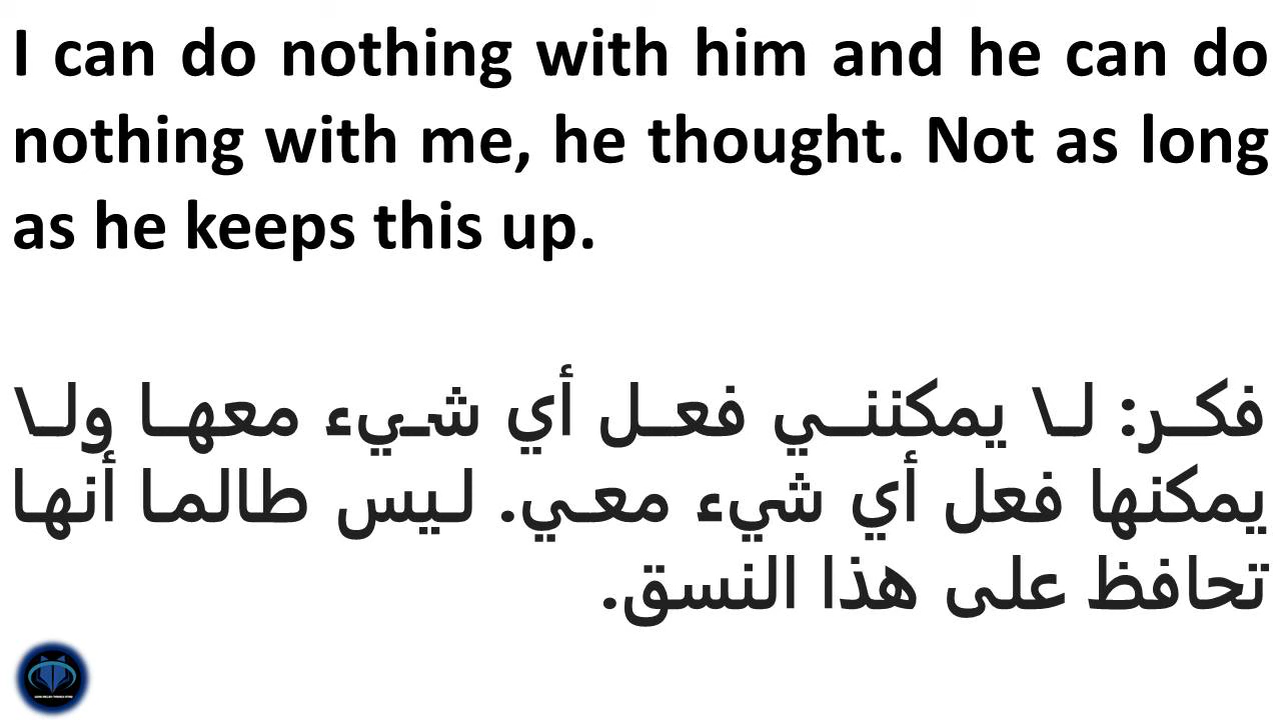 I can do nothing with him and he can do
nothing with me, he thought. Not as long
as he keeps this up.
فكر: لا يمكنني فعل أي شيء معها ولا
يمكنها فعل أي شيء معي. ليس طالما أنها
تحافظ على هذا النسق.